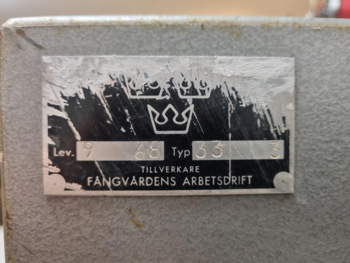 Lev. 9 68 Typ 33 3
TILLVERKARE
FÅNGVÅRDENS ARBETSDRIFT